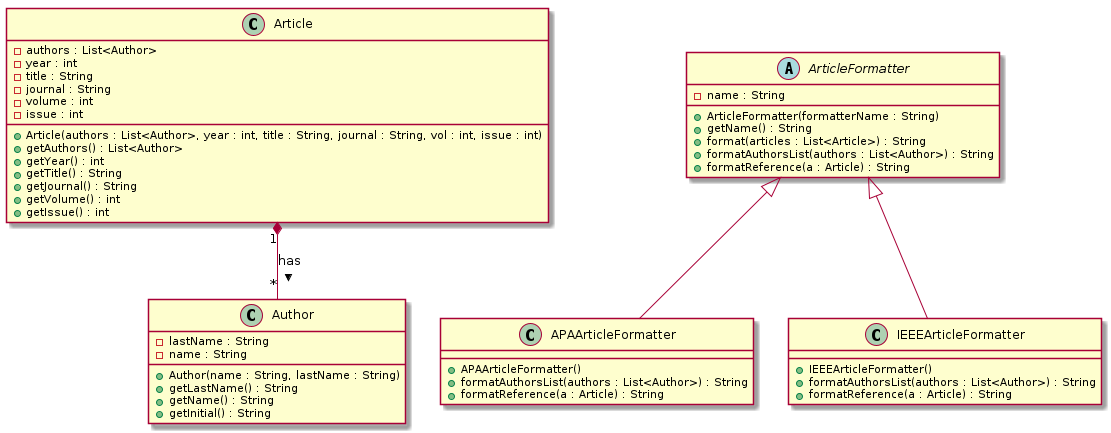 C Article
authors : List<Author>
year : int
title : String
journal : String
volume : int
issue : int
Article(authors : List<Author>, year : int, title : String, journal : String, vol : int, issue : int)
getAuthors() : List<Author>
getYear() : int
getTitle() : String
getJournal() : String
getVolume() : int
getIssue() : int
A ArticleFormatter
name : String
ArticleFormatter(formatterName : String)
getName() : String
format(articles : List<Article>) : String
formatAuthorsList(authors : List<Author>) : String
formatReference(a : Article) : String
1
has
*
C Author
lastName : String
name : String
Author(name : String, lastName : String)
getLastName() : String
getName() : String
getInitial() : String
C APAArticleFormatter
APAArticleFormatter()
formatAuthorsList(authors : List<Author>) : String
formatReference(a : Article) : String
C IEEEArticleFormatter
IEEEArticleFormatter()
formatAuthorsList(authors : List<Author>) : String
formatReference(a : Article) : String